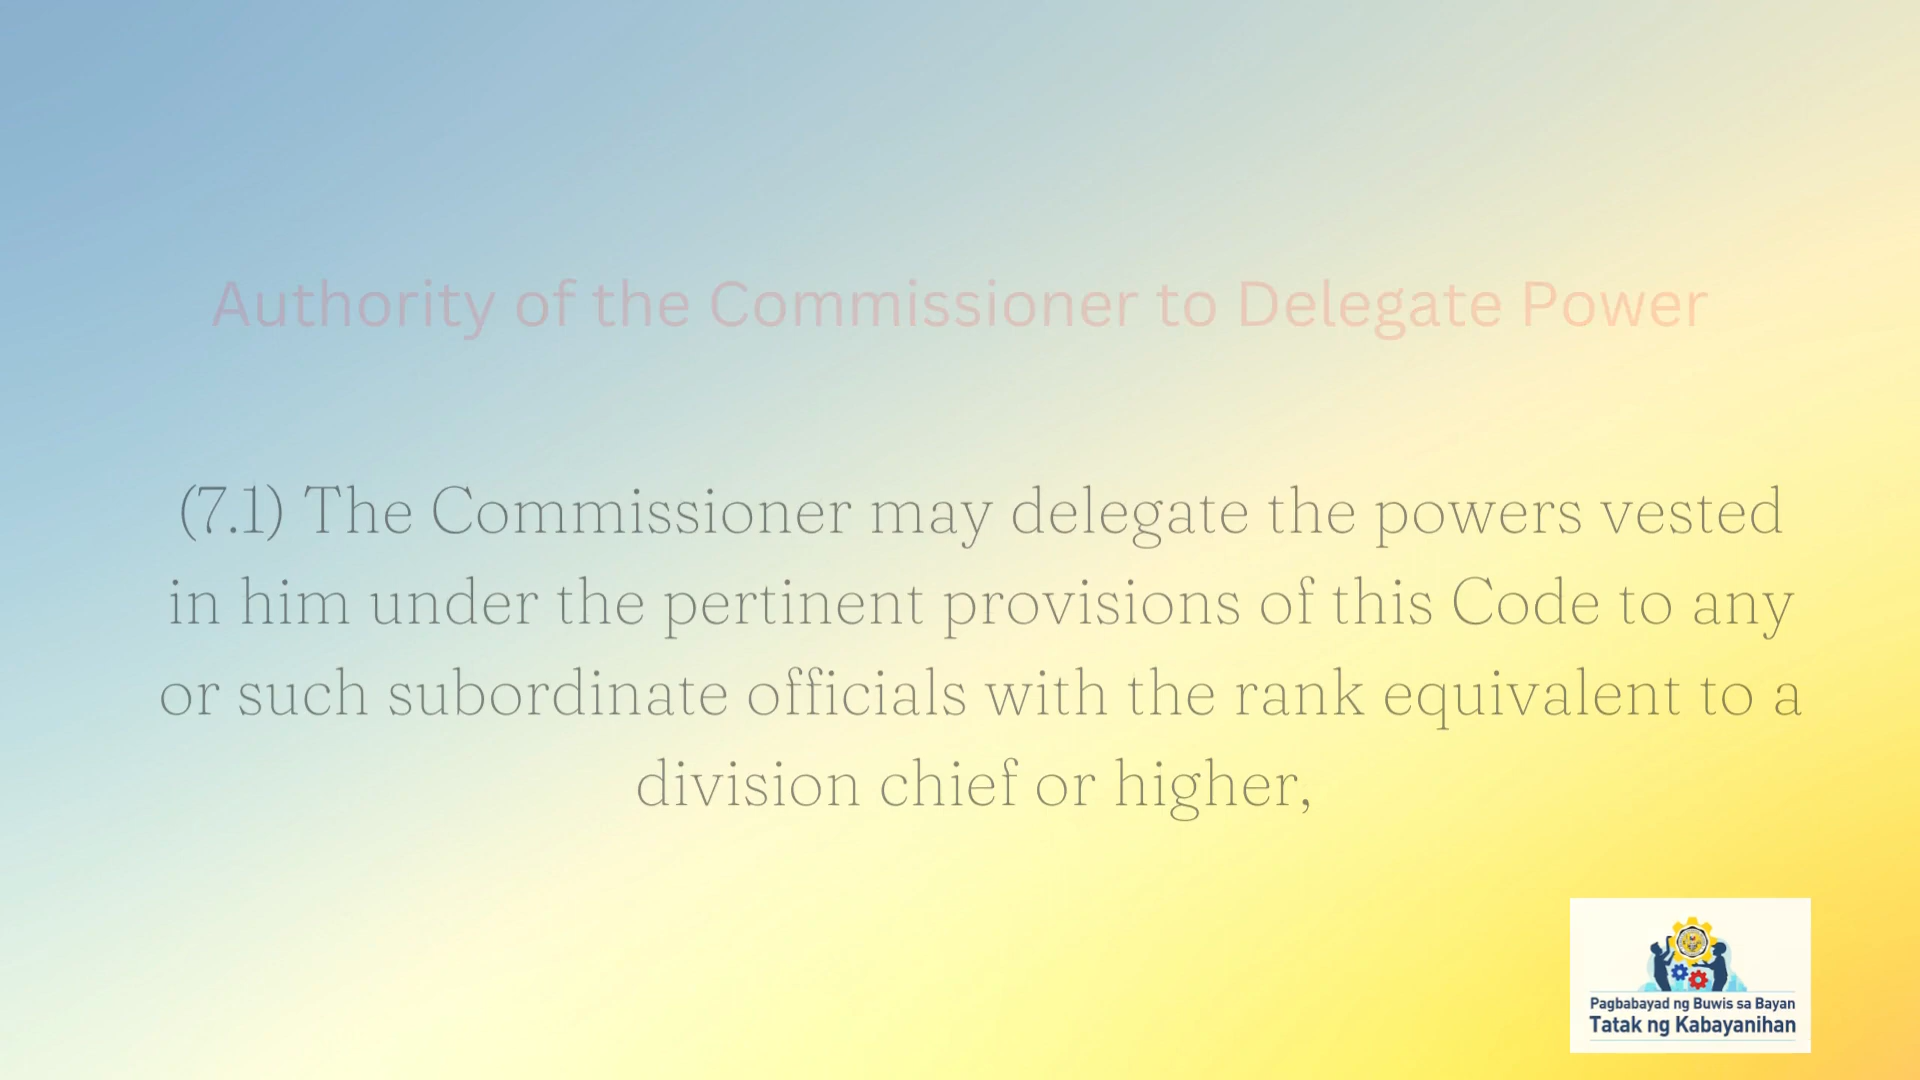 Authority of the Commissioner to Delegate Power
(7.1) The Commissioner may delegate the powers vested
in him under the pertinent provisions of this Code to any
or such subordinate officials with the rank equivalent to a
division chief or higher,
Pagbabayad ng Buwis sa Bayan
Tatak ng Kabayanihan